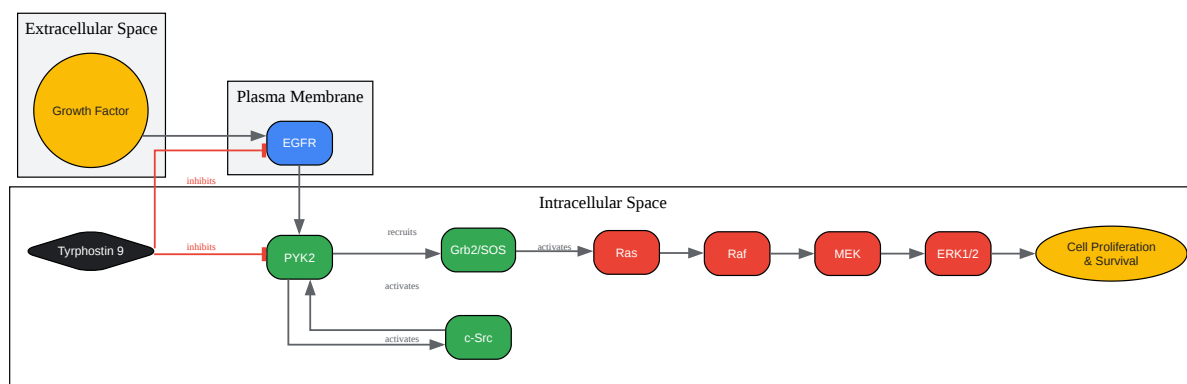 Extracellular Space
Growth Factor
Plasma Membrane
EGFR
inhibits
Intracellular Space
Tyrphostin 9
inhibits
PYK2
recruits
Grb2/SOS
activates
Ras
Raf
MEK
ERK1/2
Cell Proliferation
& Survival
activates
activates
c-Src